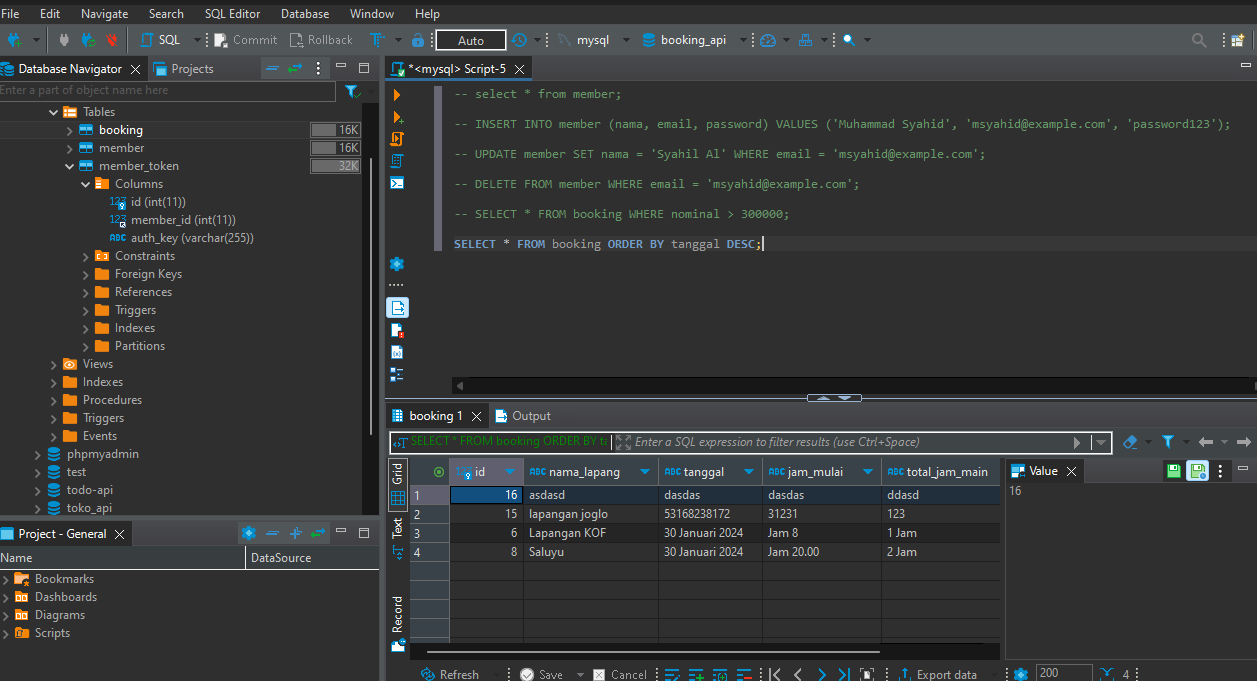 File Edit Navigate Search SQL Editor Database Window Help
SQL Commit Rollback Auto mysql booking_api
Database Navigator Projects
Enter a part of object name here
Tables
booking 16K
member 16K
member_token 32K
Columns
123 id (int(11))
123 member_id (int(11))
ABC auth_key (varchar(255))
Constraints
Foreign Keys
References
Triggers
Indexes
Partitions
Views
Indexes
Procedures
Triggers
Events
phpmyadmin
test
todo-api
toko_api
Project - General
Name DataSource
Bookmarks
Dashboards
Diagrams
Scripts
*<mysql> Script-5
-- select * from member;
-- INSERT INTO member (nama, email, password) VALUES ('Muhammad Syahid', 'msyahid@example.com', 'password123');
-- UPDATE member SET nama = 'Syahil Al' WHERE email = 'msyahid@example.com';
-- DELETE FROM member WHERE email = 'msyahid@example.com';
-- SELECT * FROM booking WHERE nominal > 300000;
SELECT * FROM booking ORDER BY tanggal DESC;
booking 1 Output
SELECT * FROM booking ORDER BY ta Enter a SQL expression to filter results (use Ctrl+Space)
Grid
Text
Record
123 id ABC nama_lapang ABC tanggal ABC jam_mulai ABC total_jam_main
1 16 asdasd dasdas dasdas ddasd
2 15 lapangan joglo 53168238172 31231 123
3 6 Lapangan KOF 30 Januari 2024 Jam 8 1 Jam
4 8 Saluyu 30 Januari 2024 Jam 20.00 2 Jam
Value
16
Refresh Save Cancel Export data 200 4